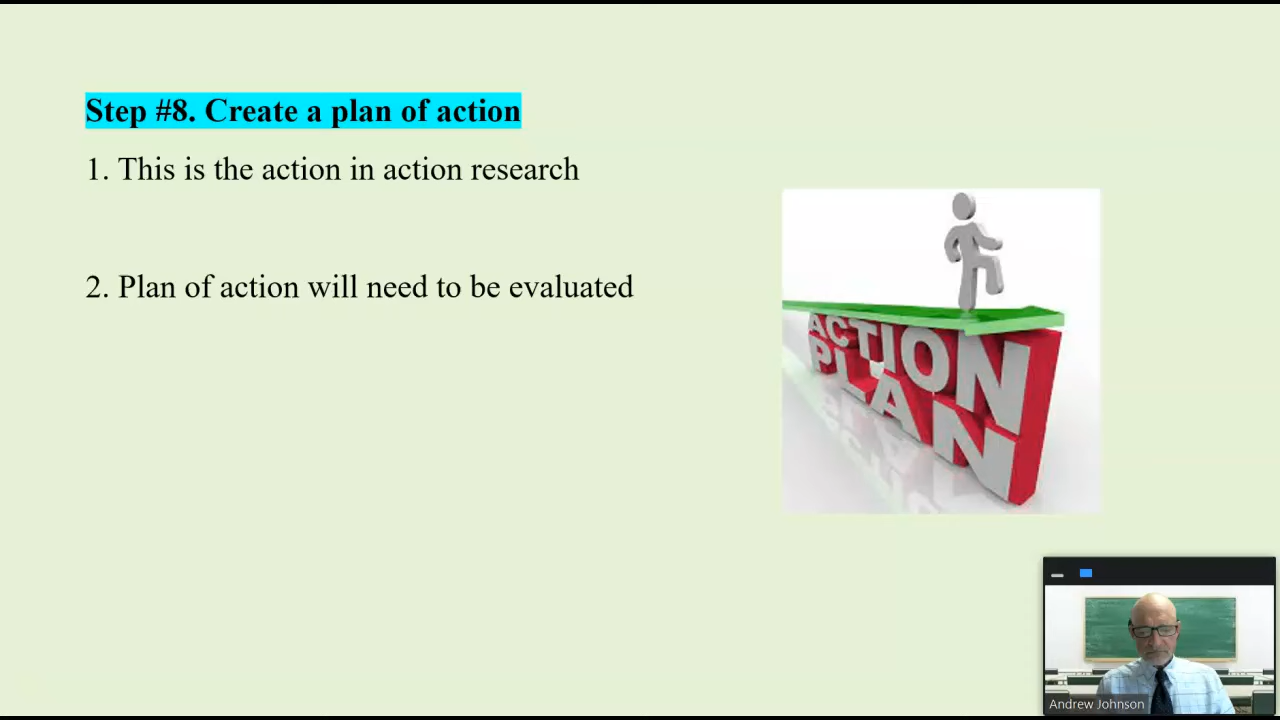 Step #8. Create a plan of action
1. This is the action in action research
2. Plan of action will need to be evaluated
ACTION
PLAN
Andrew Johnson